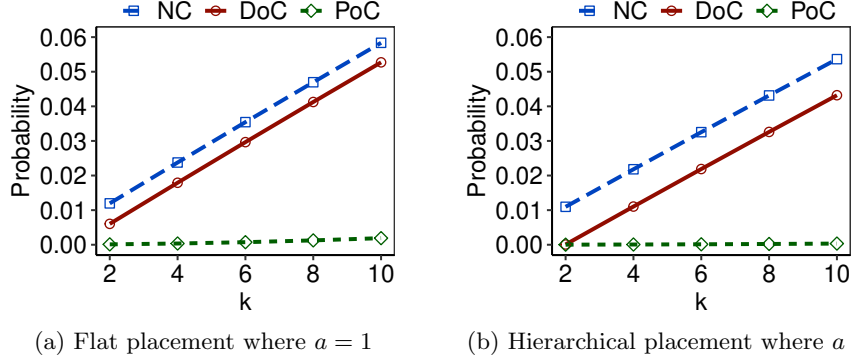 NC DoC PoC
NC DoC PoC
0.06
0.05
0.04
0.03
0.02
0.01
0.00
Probability
2 4 6 8 10
k
0.06
0.05
0.04
0.03
0.02
0.01
0.00
Probability
2 4 6 8 10
k
(a) Flat placement where a = 1
(b) Hierarchical placement where a